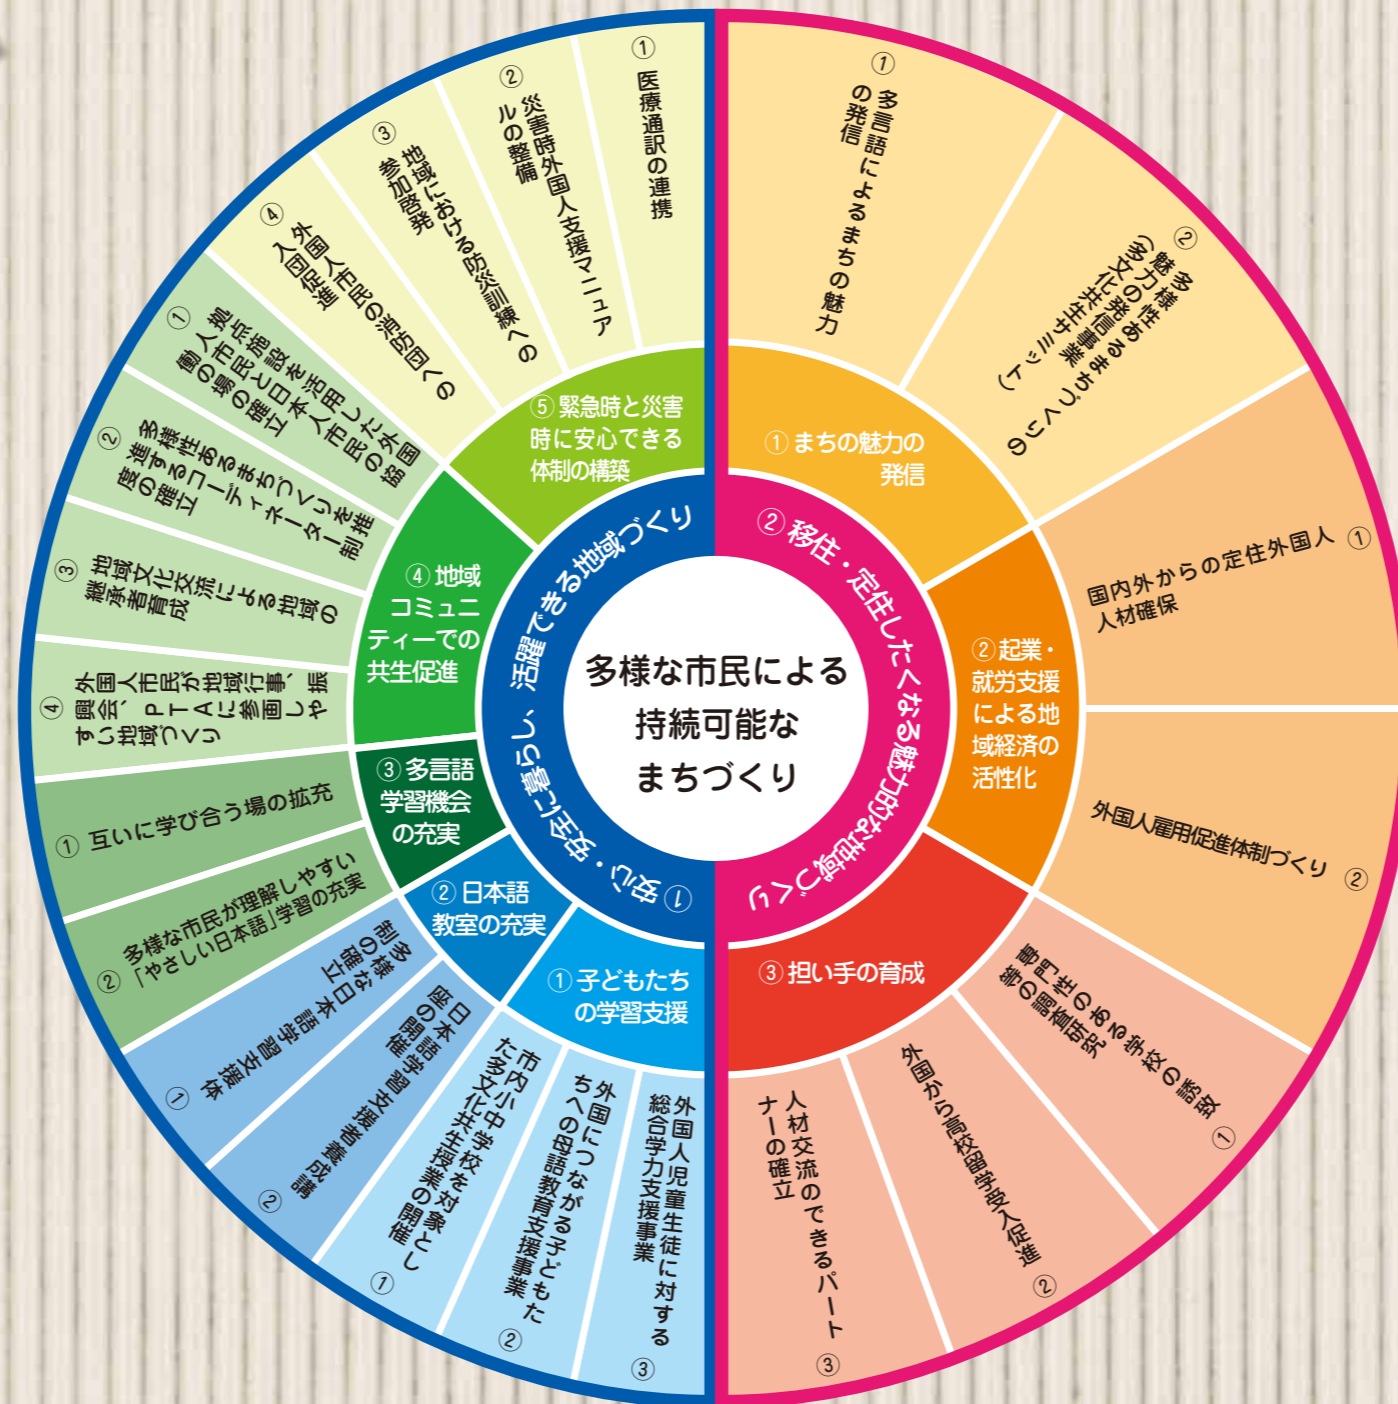 多様な市民による
持続可能な
まちづくり
① 安心・安全に暮らし、活躍できる地域づくり
① 子どもたち
の学習支援
① 市内小中学校を対象とし
た多文化共生授業の開催
② 外国につながる子どもた
ちへの母語教育支援事業
③ 外国人児童生徒に対する
総合学力支援事業
② 日本語
教室の充実
① 多様な日本語学習支援体
制の確立
② 日本語学習支援者養成講
座の開催
③ 多言語
学習機会
の充実
① 互いに学び合う場の拡充
② 多様な市民が理解しやすい
「やさしい日本語」学習の充実
④ 地域
コミュニ
ティーでの
共生促進
① 拠点施設を活用した外国
人市民と日本人市民の協
働の場の確立
② 多様性あるまちづくりを推
進するコーディネーター制
度の確立
③ 地域文化交流による地域の
継承者育成
④ 外国人市民が地域行事、振
興会、PTAに参画しや
すい地域づくり
⑤ 緊急時と災害
時に安心できる
体制の構築
① 医療通訳の連携
② 災害時外国人支援マニュア
ルの整備
③ 地域における防災訓練への
参加啓発
④ 外国人市民の消防団への
入団促進
② 移住・定住したくなる魅力的な地域づくり
① まちの魅力の
発信
① 多言語によるまちの魅力
の発信
② 多様性あるまちづくりの
魅力の発信事業
(多文化共生サミット)
② 起業・
就労支援
による地
域経済の
活性化
① 国内外からの定住外国人
人材確保
② 外国人雇用促進体制づくり
③ 担い手の育成
① 専門性のある学校の誘致
等の調査研究
② 外国から高校留学受入促進
③ 人材交流のできるパート
ナーの確立